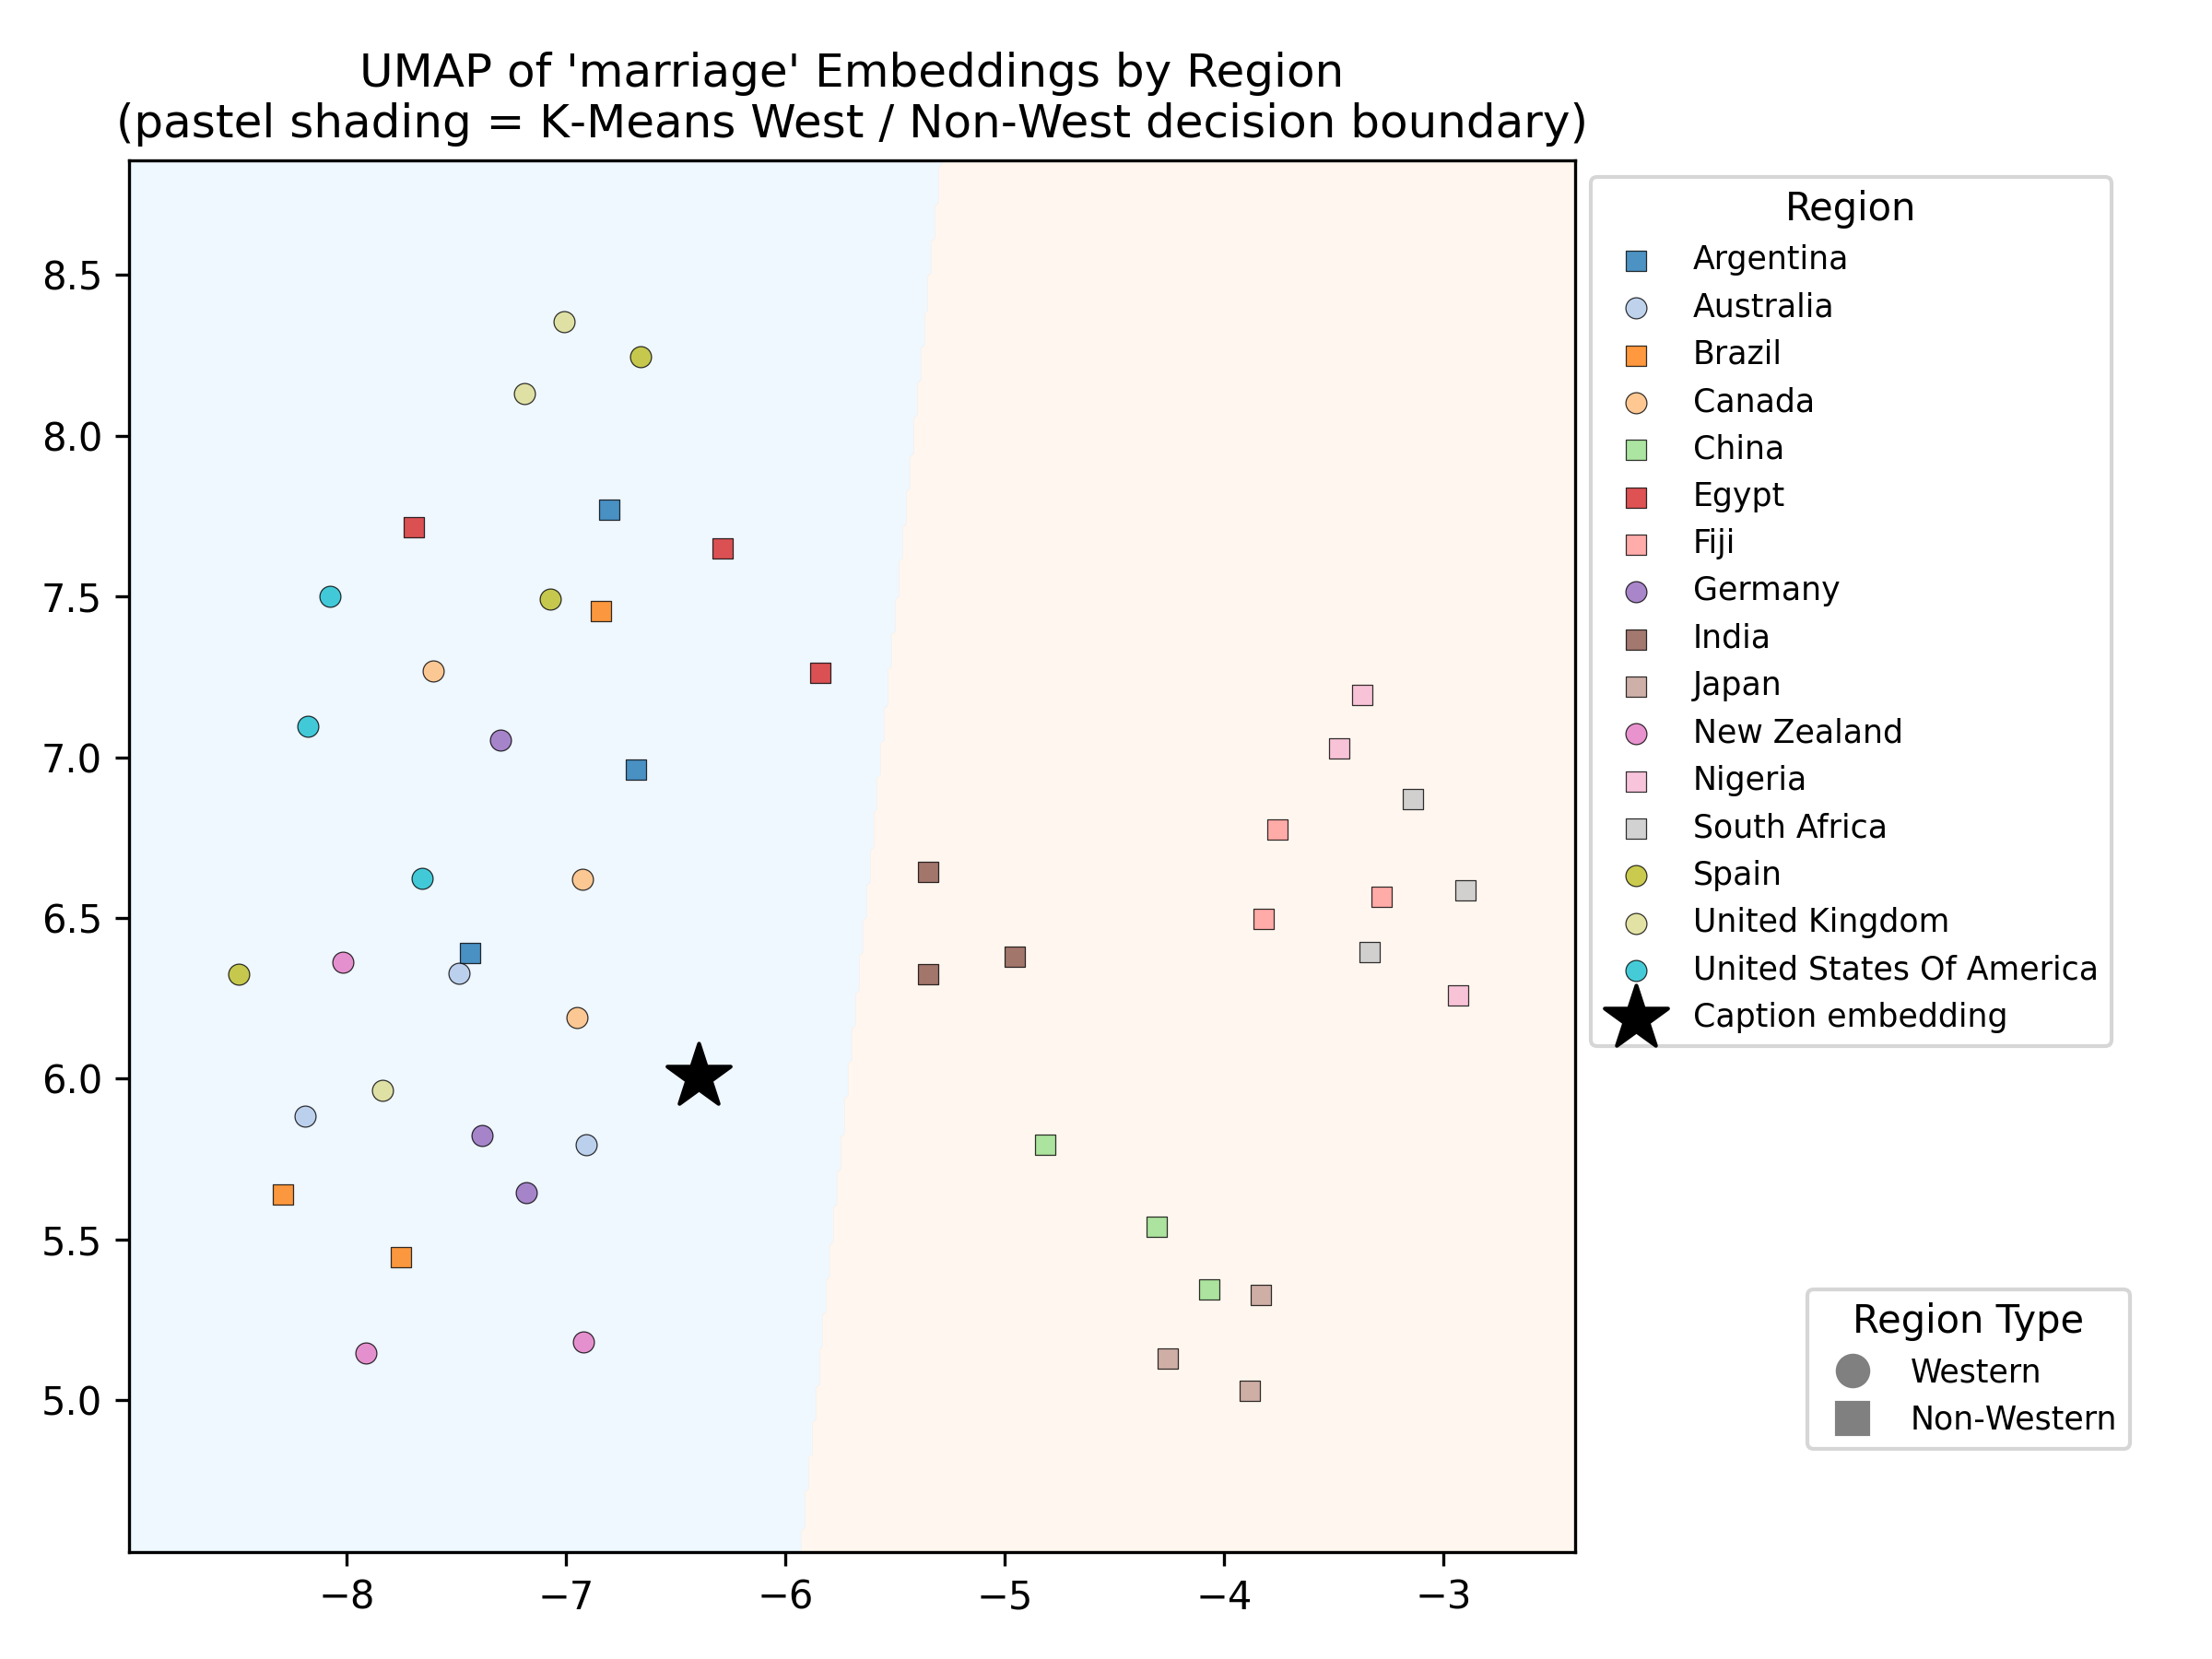 UMAP of 'marriage' Embeddings by Region
(pastel shading = K-Means West / Non-West decision boundary)
8.5
8.0
7.5
7.0
6.5
6.0
5.5
5.0
−8
−7
−6
−5
−4
−3
Region
Argentina
Australia
Brazil
Canada
China
Egypt
Fiji
Germany
India
Japan
New Zealand
Nigeria
South Africa
Spain
United Kingdom
United States Of America
Caption embedding
Region Type
Western
Non-Western